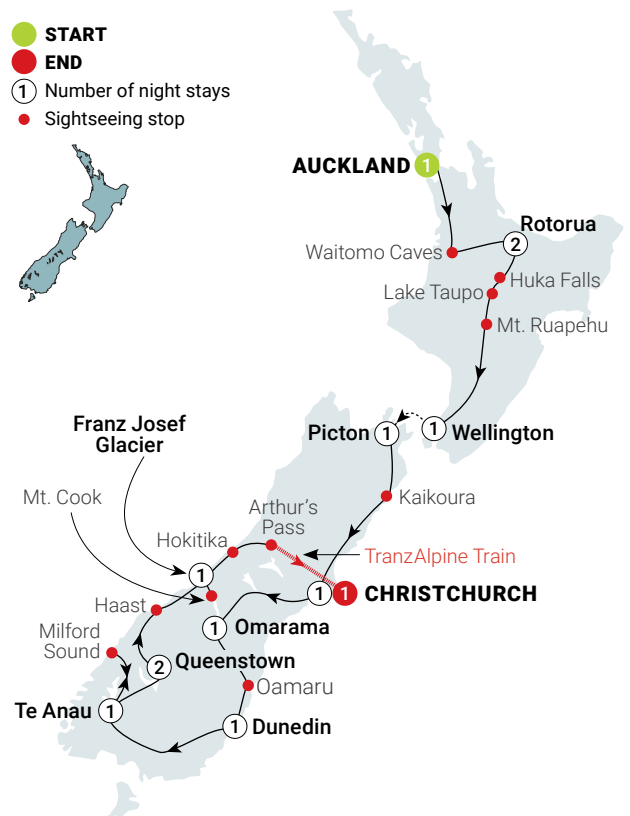 START
END
1 Number of night stays
Sightseeing stop
AUCKLAND 1
Rotorua
2
Waitomo Caves
Huka Falls
Lake Taupo
Mt. Ruapehu
Franz Josef
Glacier
Picton 1
1 Wellington
Mt. Cook
Kaikoura
Arthur's
Pass
Hokitika
TranzAlpine Train
1
1 1 CHRISTCHURCH
Haast
1 Omarama
Milford
Sound
2 Queenstown
Oamaru
Te Anau 1
1 Dunedin